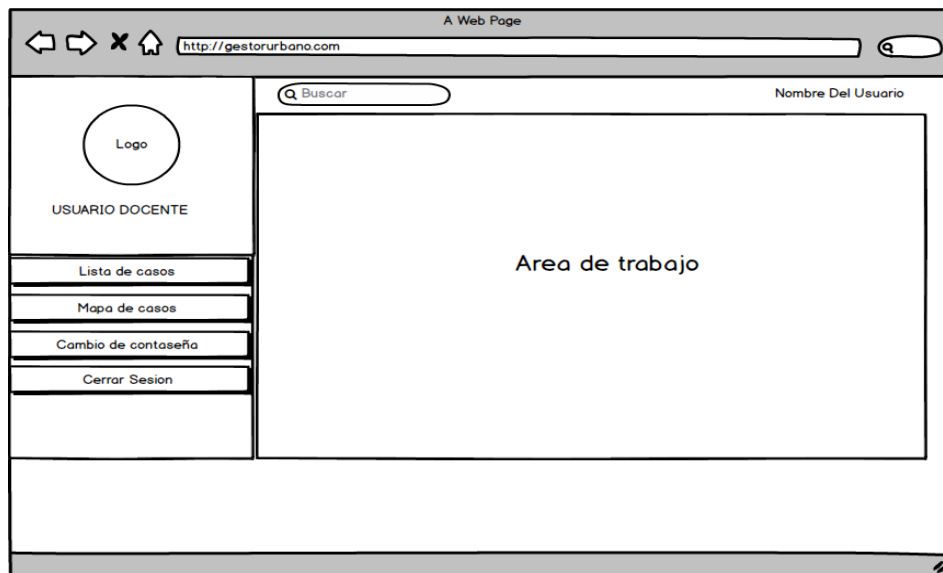 A Web Page
http://gestorurbano.com
Buscar
Nombre Del Usuario
Logo
USUARIO DOCENTE
Lista de casos
Mapa de casos
Cambio de contaseña
Cerrar Sesion
Area de trabajo